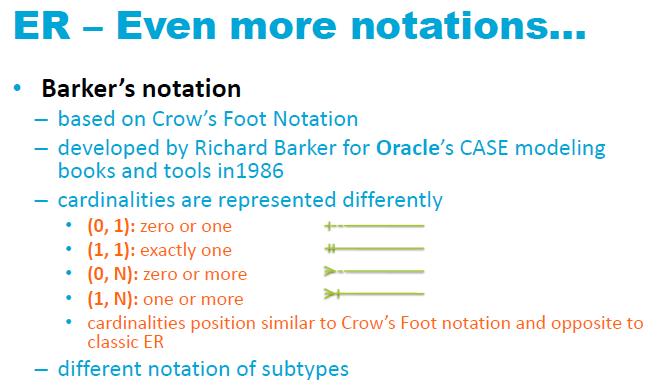 ER – Even more notations…
• Barker's notation
– based on Crow's Foot Notation
– developed by Richard Barker for Oracle's CASE modeling
books and tools in1986
– cardinalities are represented differently
• (0, 1): zero or one
• (1, 1): exactly one
• (0, N): zero or more
• (1, N): one or more
• cardinalities position similar to Crow's Foot notation and opposite to
classic ER
– different notation of subtypes